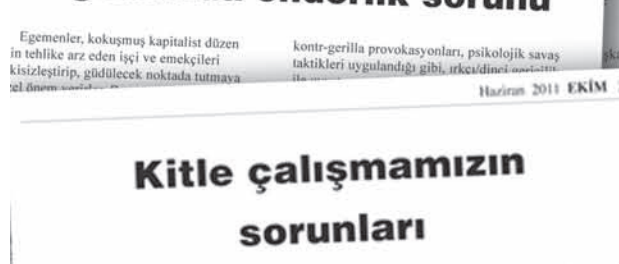 sorunu
Egemenler, kokuşmuş kapitalist düzen
in tehlike arz eden işçi ve emekçileri
kisizleştirip, güdülecek noktada tutmaya
kontr-gerilla provokasyonları, psikolojik savaş
taktikleri uygulandığı gibi, ırkçı/dinci
Haziran 2011 EKİM
Kitle çalışmamızın
sorunları